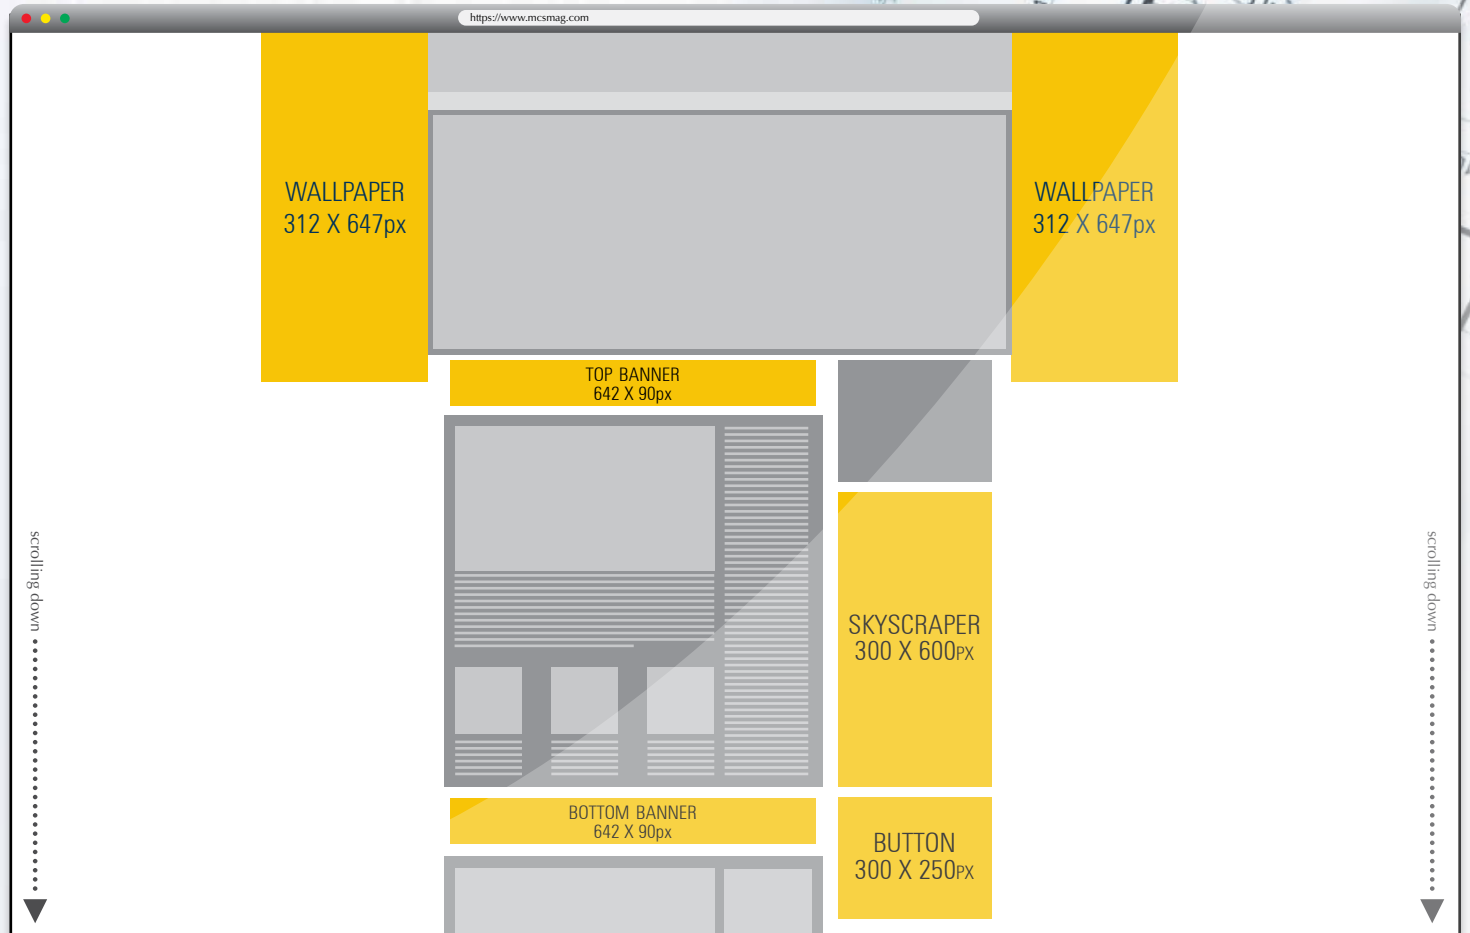 https://www.mcsmag.com
WALLPAPER
312 X 647px
WALLPAPER
312 X 647px
TOP BANNER
642 X 90px
scrolling down
SKYSCRAPER
300 X 600PX
scrolling down
BOTTOM BANNER
642 X 90px
BUTTON
300 X 250PX